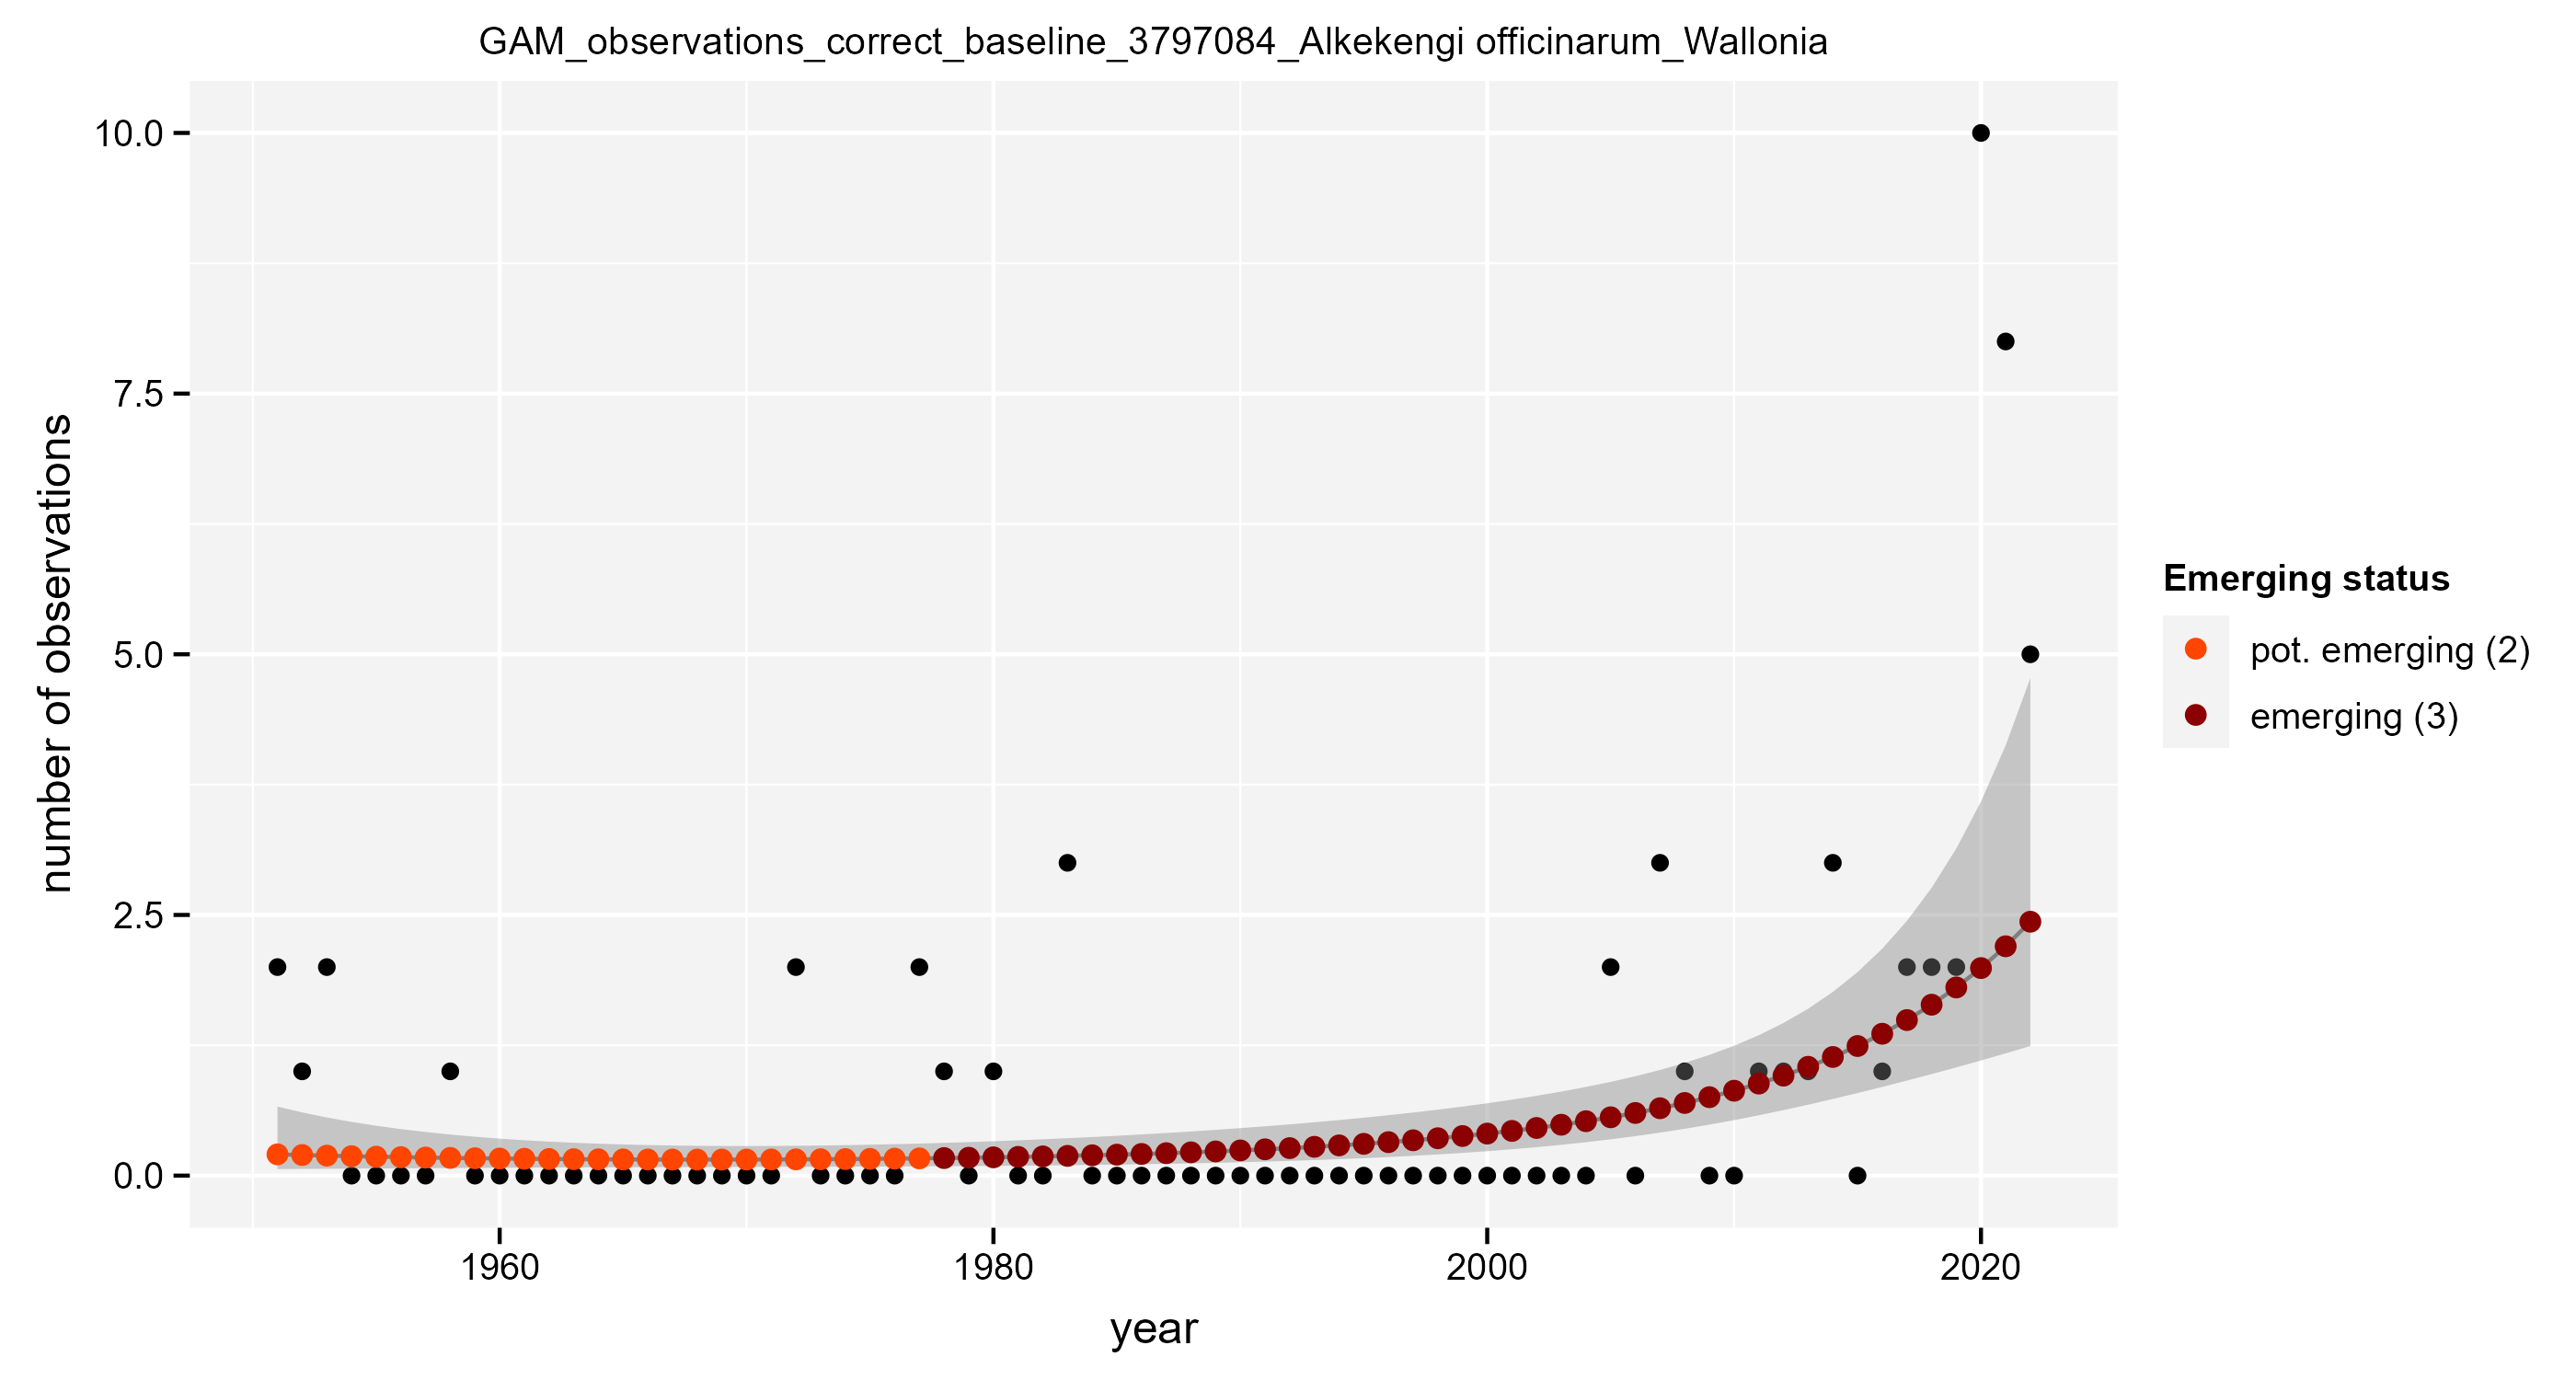 GAM_observations_correct_baseline_3797084_Alkekengi officinarum_Wallonia
number of observations
10.0
7.5
5.0
2.5
0.0
1960 1980 2000 2020
year
Emerging status
pot. emerging (2)
emerging (3)